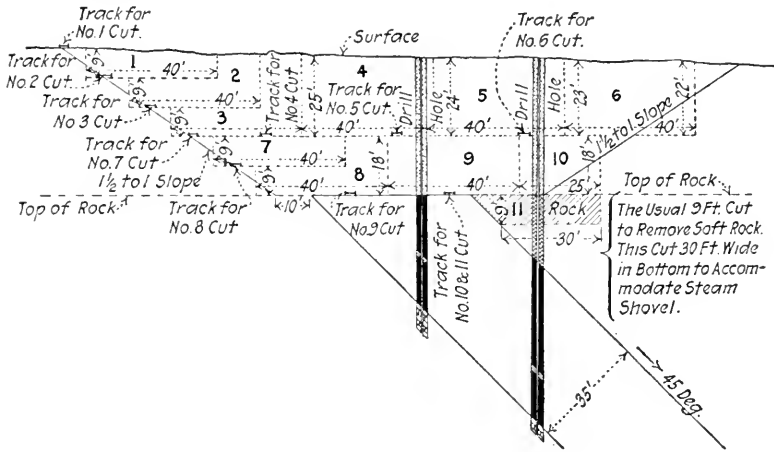 Track for
No.1 Cut.
Surface
Track for
No.6 Cut.
Track for
No.2 Cut
9'
1
40'
2
Track for
No.4 Cut
4
25'
Track for
No.5 Cut
Drill
Hole
24'
5
Drill
Hole
23'
6
22'
Track for
No 3 Cut
9'
40'
3
9'
40'
40'
40'
40'
1½ to 1 Slope
Track for
No.7 Cut
1½ to 1 Slope
7
9'
40'
18'
9
10
18'
8
9'
40'
40'
25'
Top of Rock
Top of Rock
Track for
No.8 Cut
10'
Track for
No.9 Cut
Track for
No.10 & 11 Cut.
9'
11
Rock
30'
The Usual 9 Ft. Cut
to Remove Soft Rock.
This Cut 30 Ft. Wide
in Bottom to Accom-
modate Steam
Shovel.
35'
45 Deg.